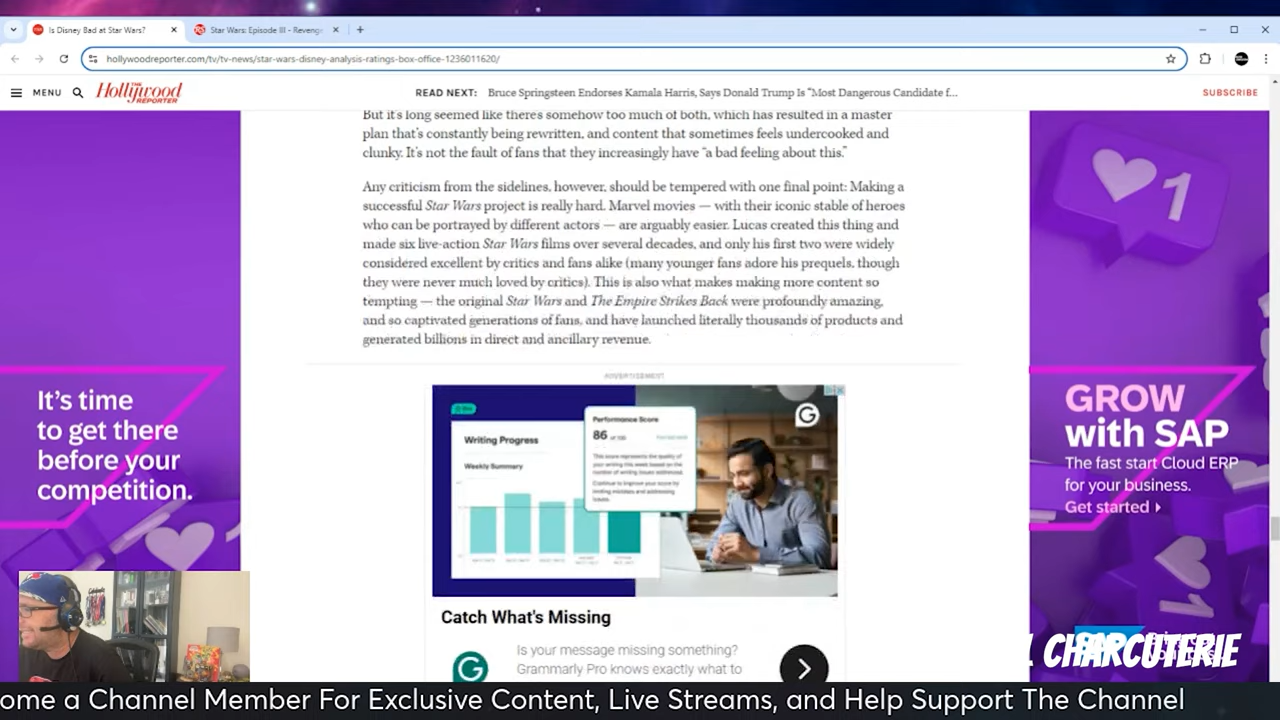 Is Disney Bad at Star Wars?
Star Wars: Episode III - Reveng
hollywoodreporter.com/tv/tv-news/star-wars-disney-analysis-ratings-box-office-1236011620/
MENU
THE
Hollywood
REPORTER
READ NEXT: Bruce Springsteen Endorses Kamala Harris, Says Donald Trump Is “Most Dangerous Candidate f...
SUBSCRIBE
But it's long seemed like there's somehow too much of both, which has resulted in a master
plan that's constantly being rewritten, and content that sometimes feels undercooked and
clunky. It's not the fault of fans that they increasingly have “a bad feeling about this.”
Any criticism from the sidelines, however, should be tempered with one final point: Making a
successful Star Wars project is really hard. Marvel movies — with their iconic stable of heroes
who can be portrayed by different actors — are arguably easier. Lucas created this thing and
made six live-action Star Wars films over several decades, and only his first two were widely
considered excellent by critics and fans alike (many younger fans adore his prequels, though
they were never much loved by critics). This is also what makes making more content so
tempting — the original Star Wars and The Empire Strikes Back were profoundly amazing,
and so captivated generations of fans, and have launched literally thousands of products and
generated billions in direct and ancillary revenue.
ADVERTISEMENT
It's time
to get there
before your
competition.
1
GROW
with SAP
The fast start Cloud ERP
for your business.
Get started
Writing Progress
Weekly Summary
Performance Score
86 of 100
G
Catch What's Missing
Is your message missing something?
Grammarly Pro knows exactly what to
L CHARCUTERIE
ome a Channel Member For Exclusive Content, Live Streams, and Help Support The Channel